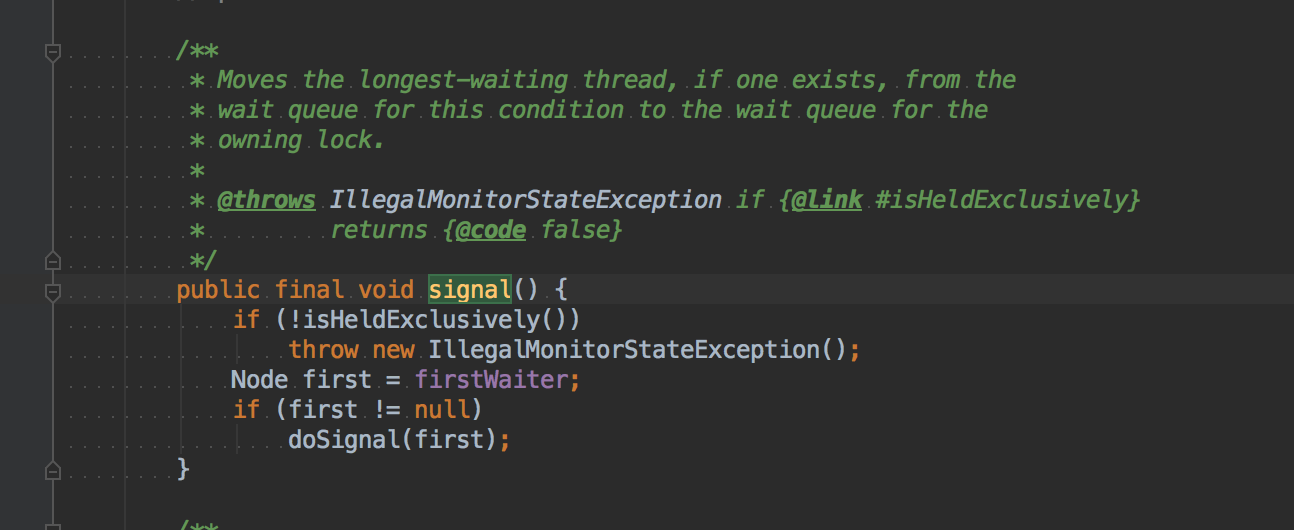 /**
* Moves the longest-waiting thread, if one exists, from the
* wait queue for this condition to the wait queue for the
* owning lock.
*
* @throws IllegalMonitorStateException if {@link #isHeldExclusively}
*         returns {@code false}
*/
public final void signal() {
if (!isHeldExclusively())
throw new IllegalMonitorStateException();
Node first = firstWaiter;
if (first != null)
doSignal(first);
}
/**